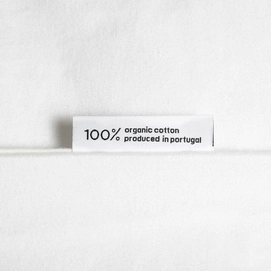 100% organic cotton
produced in portugal